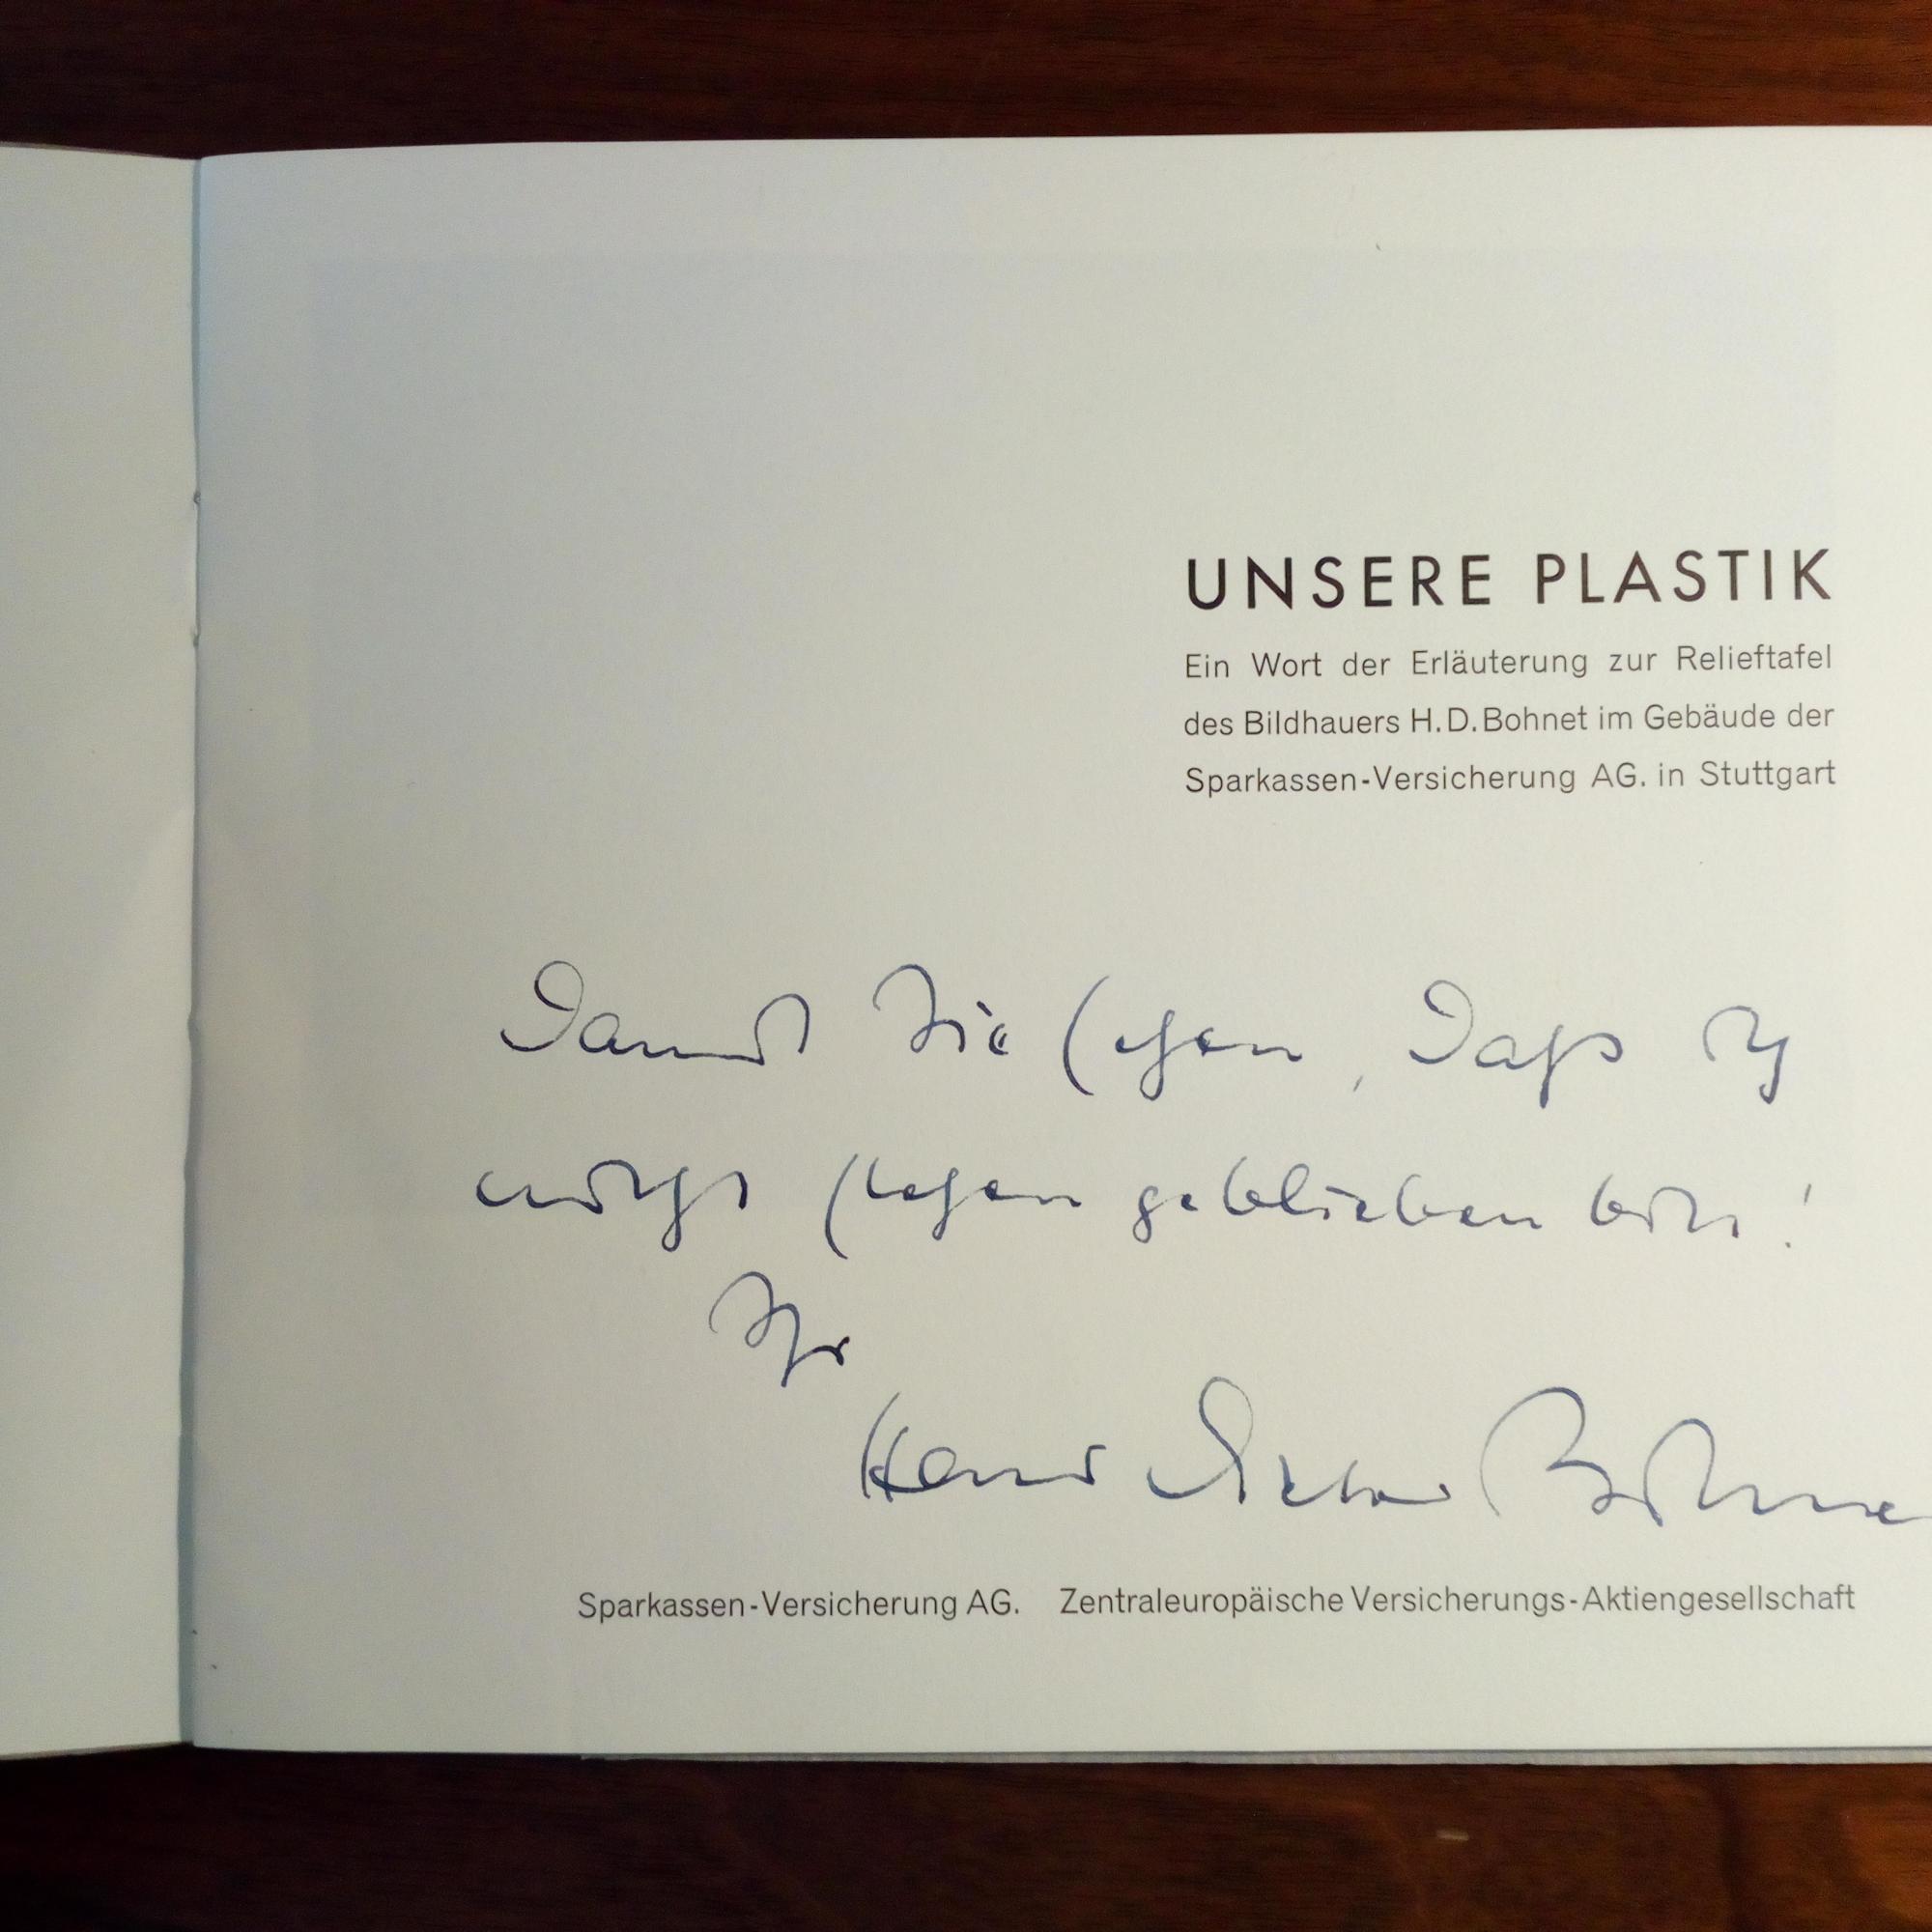 UNSERE PLASTIK
Ein Wort der Erläuterung zur Relieftafel
des Bildhauers H.D.Bohnet im Gebäude der
Sparkassen-Versicherung AG. in Stuttgart
Damit Sie sehen, daß ich
nicht stehen geblieben bin!
Ihr
Hans Dieter Bohne
Sparkassen-Versicherung AG. Zentraleuropäische Versicherungs-Aktiengesellschaft